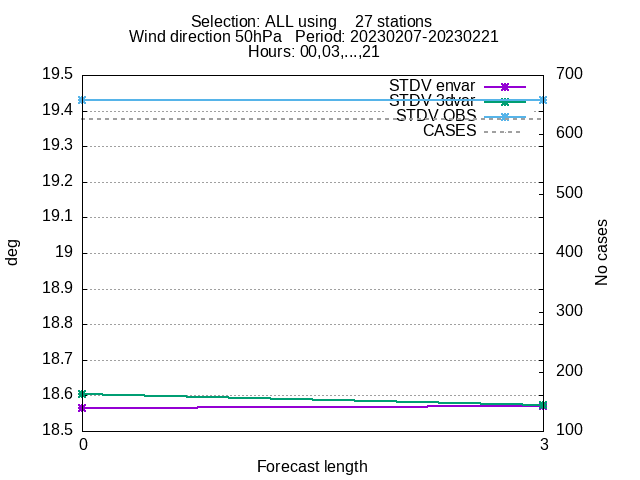 Selection: ALL using    27 stations
Wind direction 50hPa   Period: 20230207-20230221
Hours: 00,03,...,21
19.5
19.4
19.3
19.2
19.1
19
18.9
18.8
18.7
18.6
18.5
deg
STDV envar
STDV 3dvar
STDV OBS
CASES
700
600
500
400
300
200
100
No cases
0
3
Forecast length